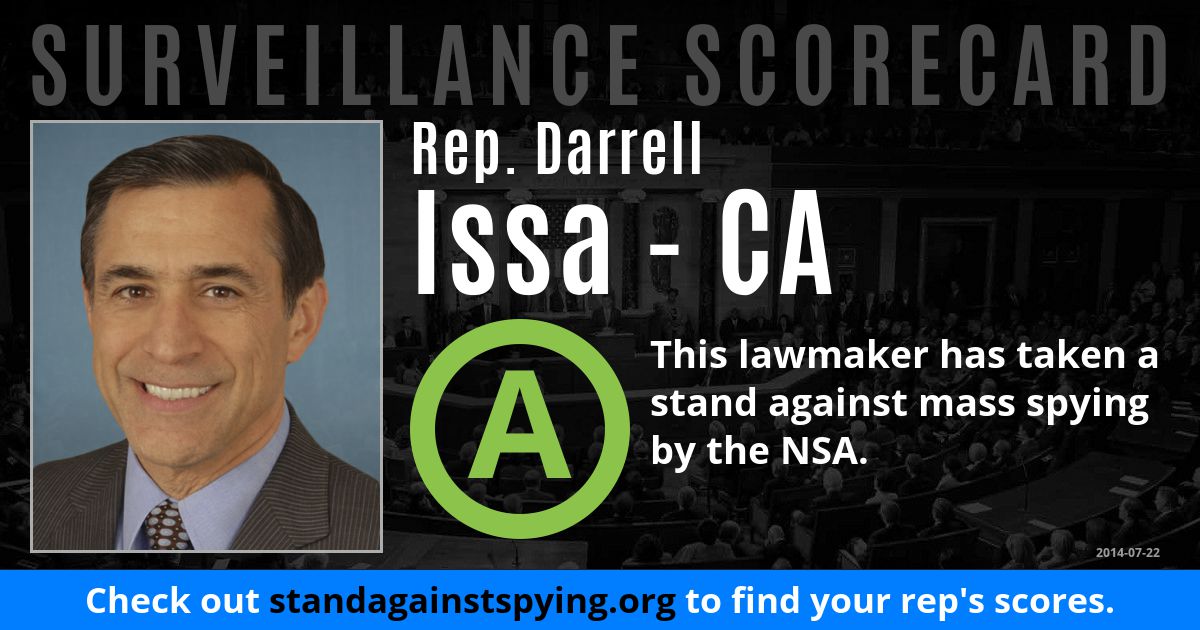 SURVEILLANCE SCORECARD
Rep. Darrell
Issa - CA
A
This lawmaker has taken a
stand against mass spying
by the NSA.
2014-07-22
Check out standagainstspying.org to find your rep's scores.